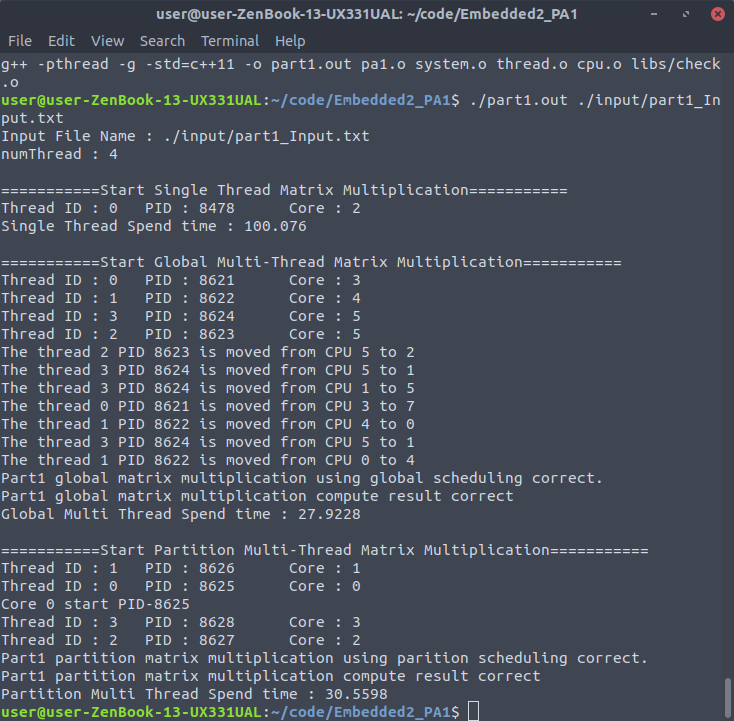 user@user-ZenBook-13-UX331UAL: ~/code/Embedded2_PA1
File Edit View Search Terminal Help
g++ -pthread -g -std=c++11 -o part1.out pa1.o system.o thread.o cpu.o libs/check
.o
user@user-ZenBook-13-UX331UAL:~/code/Embedded2_PA1$ ./part1.out ./input/part1_In
put.txt
Input File Name : ./input/part1_Input.txt
numThread : 4
===========Start Single Thread Matrix Multiplication===========
Thread ID : 0   PID : 8478      Core : 2
Single Thread Spend time : 100.076
===========Start Global Multi-Thread Matrix Multiplication===========
Thread ID : 0   PID : 8621      Core : 3
Thread ID : 1   PID : 8622      Core : 4
Thread ID : 3   PID : 8624      Core : 5
Thread ID : 2   PID : 8623      Core : 5
The thread 2 PID 8623 is moved from CPU 5 to 2
The thread 3 PID 8624 is moved from CPU 5 to 1
The thread 3 PID 8624 is moved from CPU 1 to 5
The thread 0 PID 8621 is moved from CPU 3 to 7
The thread 1 PID 8622 is moved from CPU 4 to 0
The thread 3 PID 8624 is moved from CPU 5 to 1
The thread 1 PID 8622 is moved from CPU 0 to 4
Part1 global matrix multiplication using global scheduling correct.
Part1 global matrix multiplication compute result correct
Global Multi Thread Spend time : 27.9228
===========Start Partition Multi-Thread Matrix Multiplication===========
Thread ID : 1   PID : 8626      Core : 1
Thread ID : 0   PID : 8625      Core : 0
Core 0 start PID-8625
Thread ID : 3   PID : 8628      Core : 3
Thread ID : 2   PID : 8627      Core : 2
Part1 partition matrix multiplication using parition scheduling correct.
Part1 partition matrix multiplication compute result correct
Partition Multi Thread Spend time : 30.5598
user@user-ZenBook-13-UX331UAL:~/code/Embedded2_PA1$